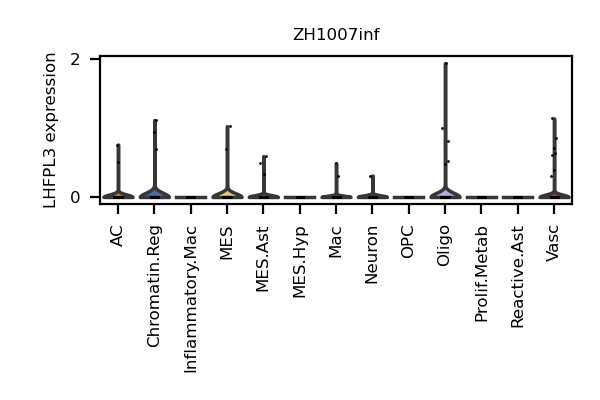 ZH1007inf
LHFPL3 expression
2
0
AC
Chromatin.Reg
Inflammatory.Mac
MES
MES.Ast
MES.Hyp
Mac
Neuron
OPC
Oligo
Prolif.Metab
Reactive.Ast
Vasc